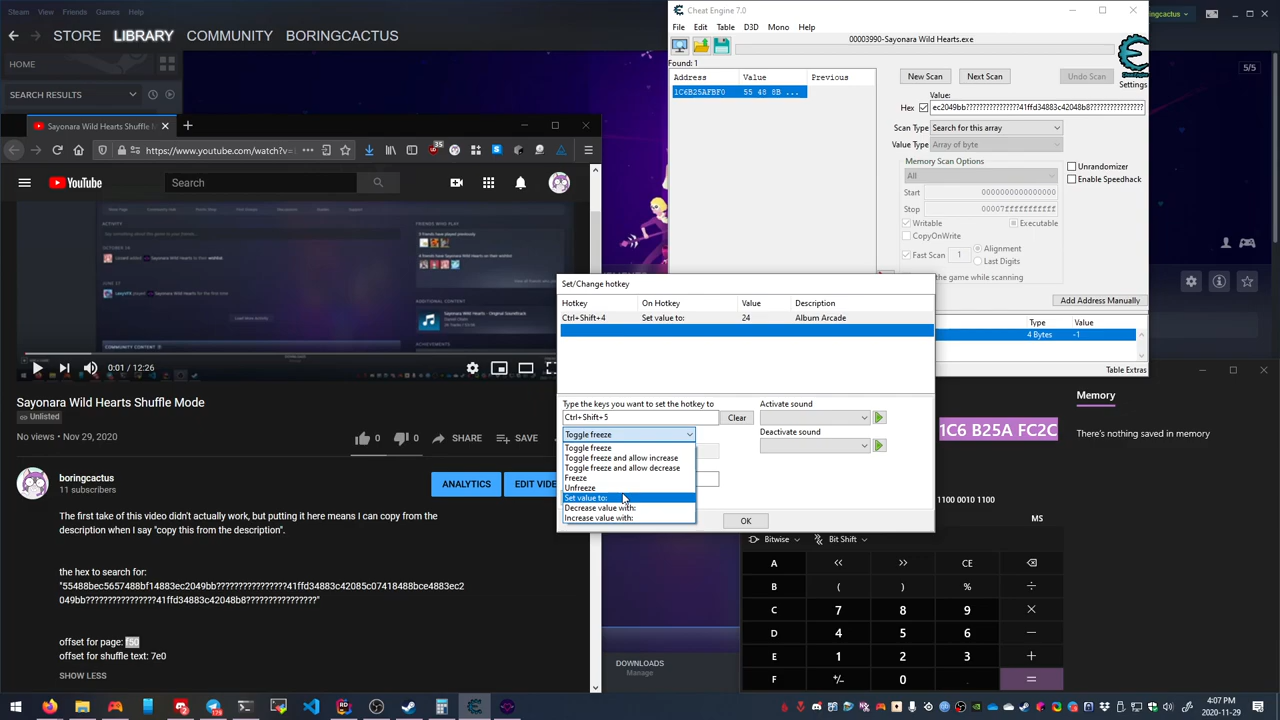 Steam View Friends Games Help
STORE LIBRARY COMMUNITY BORINGCACTUS
boringcactus
HOME
SEARCH EDITS
5/5
Cheat Engine 7.0
File Edit Table D3D Mono Help
00003990-Sayonara Wild Hearts.exe
Found: 1
Address Value Previous
1C6B25AFBF0 55 48 8B ...
New Scan Next Scan Undo Scan
Settings
Value:
Hex ec2049bb????????????????41ffd34883c42048b8????????????????
Scan Type Search for this array
Value Type Array of byte
Memory Scan Options
All
Start 0000000000000000
Stop 00007fffffffffff
Writable Executable
CopyOnWrite
Fast Scan 1 Alignment
Last Digits
the game while scanning
Unrandomizer
Enable Speedhack
Add Address Manually
Type Value
4 Bytes -1
Table Extras
Sayonara Wild Hearts Shuffle M
https://www.youtube.com/watch?v=
YouTube
Search
0:01 / 12:26
Sayonara Wild Hearts Shuffle Mode
Unlisted
0 0 SHARE SAVE
boringcactus
11 subscribers
ANALYTICS EDIT VIDE
The first take of this video didn't actually work, but putting
n copy from the
description when I say "copy this from the description".
the hex to search for:
"55488bec5657488bf14883ec2049bb????????????????41ffd34883c42085c07418488bce4883ec2
049bb????????????????41ffd34883c42048b8????????????????"
offset for page: f50
offset for shuffle text: 7e0
SHOW LESS
Set/Change hotkey
Hotkey On Hotkey Value Description
Ctrl+Shift+4 Set value to: 24 Album Arcade
Type the keys you want to set the hotkey to
Ctrl+Shift+5
Clear
Activate sound
Deactivate sound
Toggle freeze
Toggle freeze
Toggle freeze and allow increase
Toggle freeze and allow decrease
Freeze
Unfreeze
Set value to:
Decrease value with:
Increase value with:
OK
Memory
There's nothing saved in memory
1C6 B25A FC2C
1100 0010 1100
MS
Bitwise Bit Shift
A << >> CE
B ( ) %
C 7 8 9
D 4 5 6
E 1 2 3
F +/- 0 . =
DOWNLOADS
Manage
4:07 PM
2020-11-29